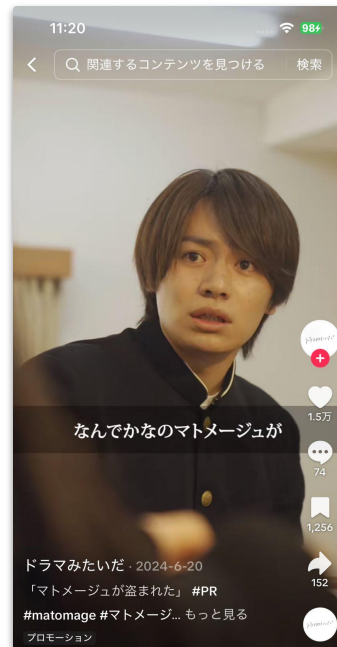 11:20
98
関連するコンテンツを見つける
検索
1.5万
なんでかなのマトメージュが
74
1,256
ドラマみたいだ · 2024-6-20
152
「マトメージュが盗まれた」 #PR
#matomage #マトメージ... もっと見る
プロモーション